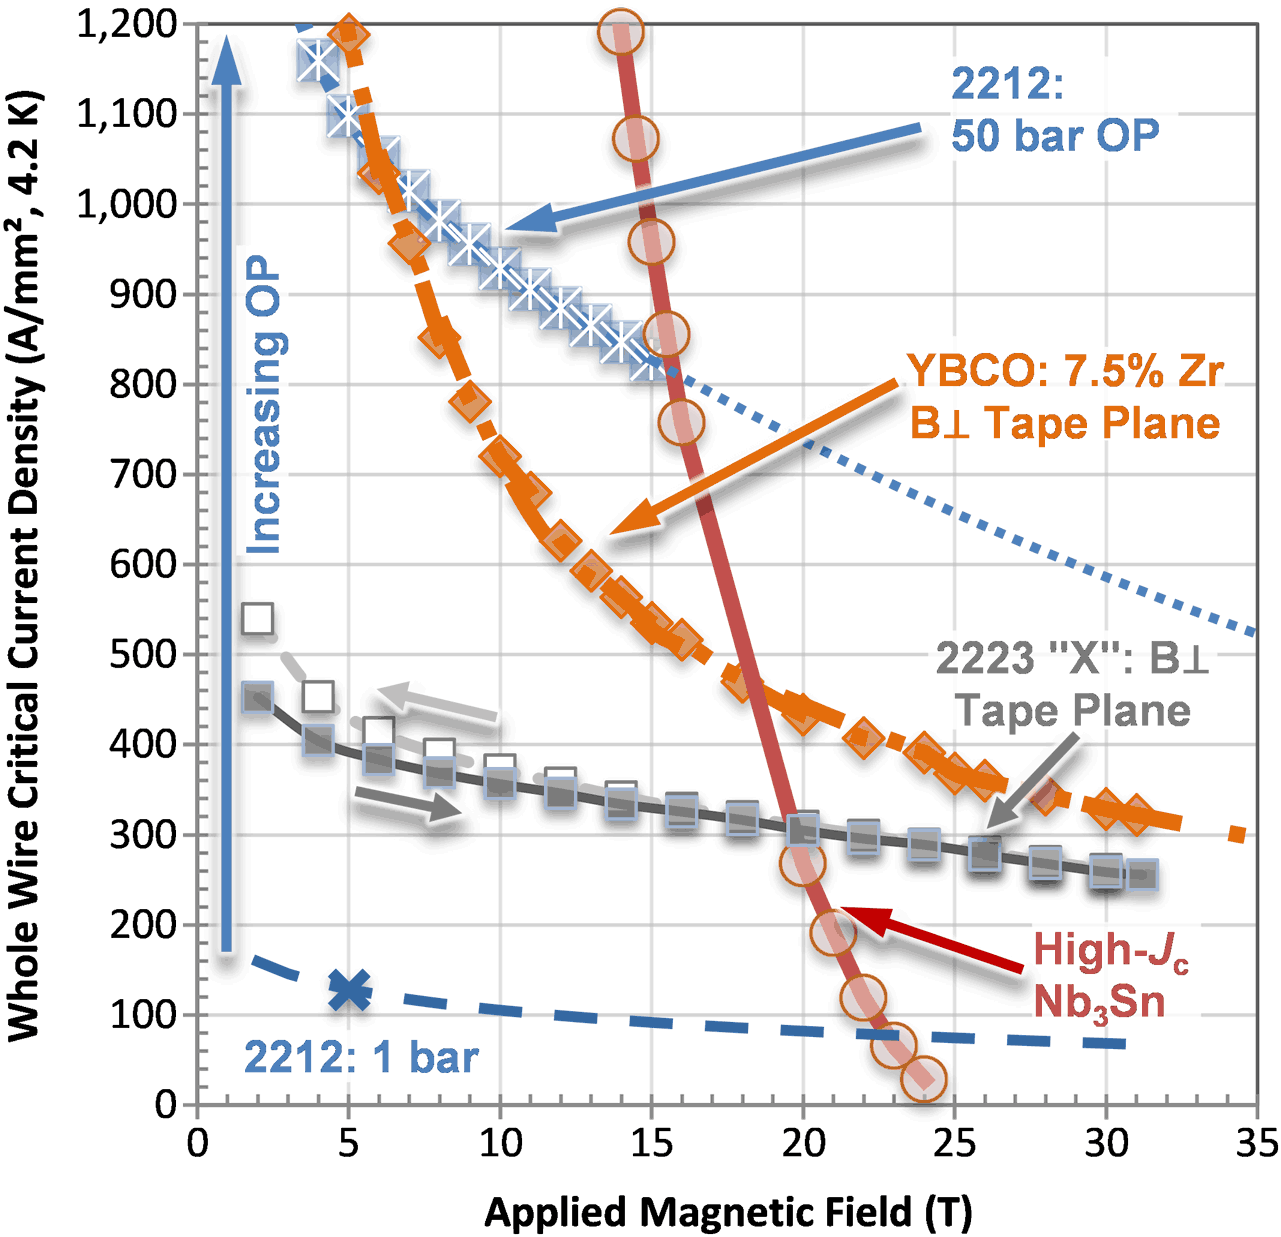 Whole Wire Critical Current Density (A/mm², 4.2 K)
1,200
1,100
1,000
900
800
700
600
500
400
300
200
100
0
Increasing OP
2212:
50 bar OP
YBCO: 7.5% Zr
B⊥ Tape Plane
2223 "X": B⊥
Tape Plane
High-Jc
Nb₃Sn
2212: 1 bar
0 5 10 15 20 25 30 35
Applied Magnetic Field (T)